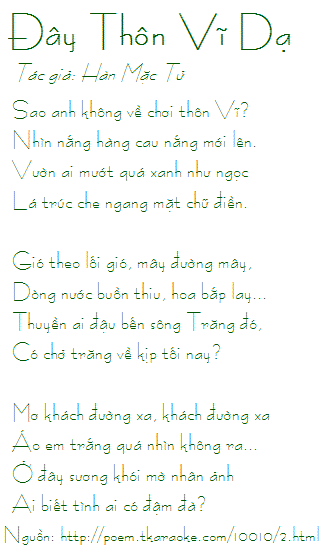 Đây Thôn Vĩ Dạ
Tác giả: Hàn Mặc Tử
Sao anh không về chơi thôn Vĩ?
Nhìn nắng hàng cau nắng mới lên.
Vườn ai mướt quá xanh như ngọc
Lá trúc che ngang mặt chữ điền.
Gió theo lối gió, mây đường mây,
Dòng nước buồn thiu, hoa bắp lay...
Thuyền ai đậu bến sông Trăng đó,
Có chở trăng về kịp tối nay?
Mơ khách đường xa, khách đường xa
Áo em trắng quá nhìn không ra...
Ở đây sương khói mờ nhân ảnh
Ai biết tình ai có đậm đà?
Nguồn: http://poem.tkaraoke.com/10010/2.html